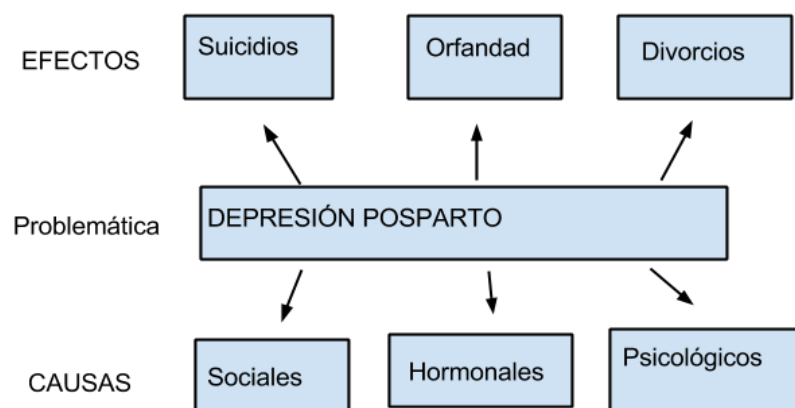 EFECTOS
Suicidios
Orfandad
Divorcios
Problemática
DEPRESIÓN POSPARTO
CAUSAS
Sociales
Hormonales
Psicológicos